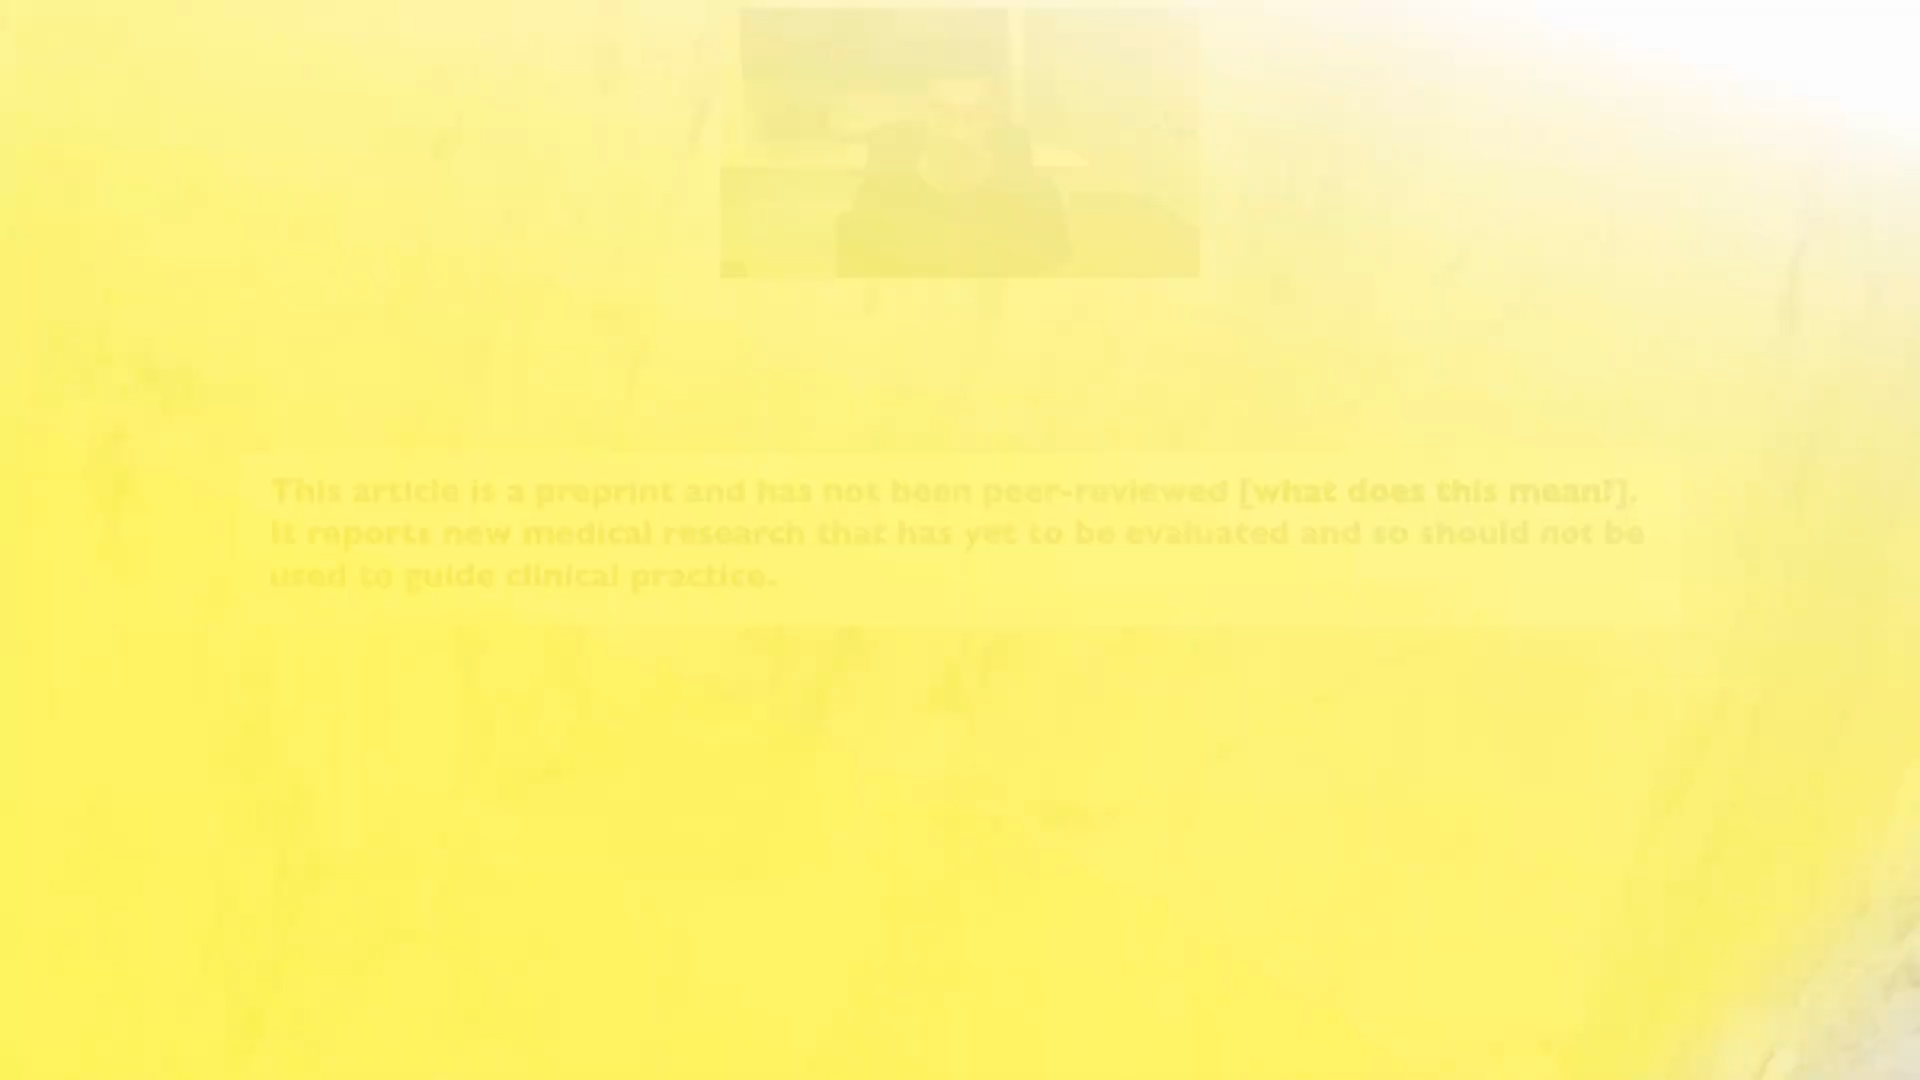 This article is a preprint and has not been peer-reviewed [what does this mean?].
It reports new medical research that has yet to be evaluated and so should not be
used to guide clinical practice.